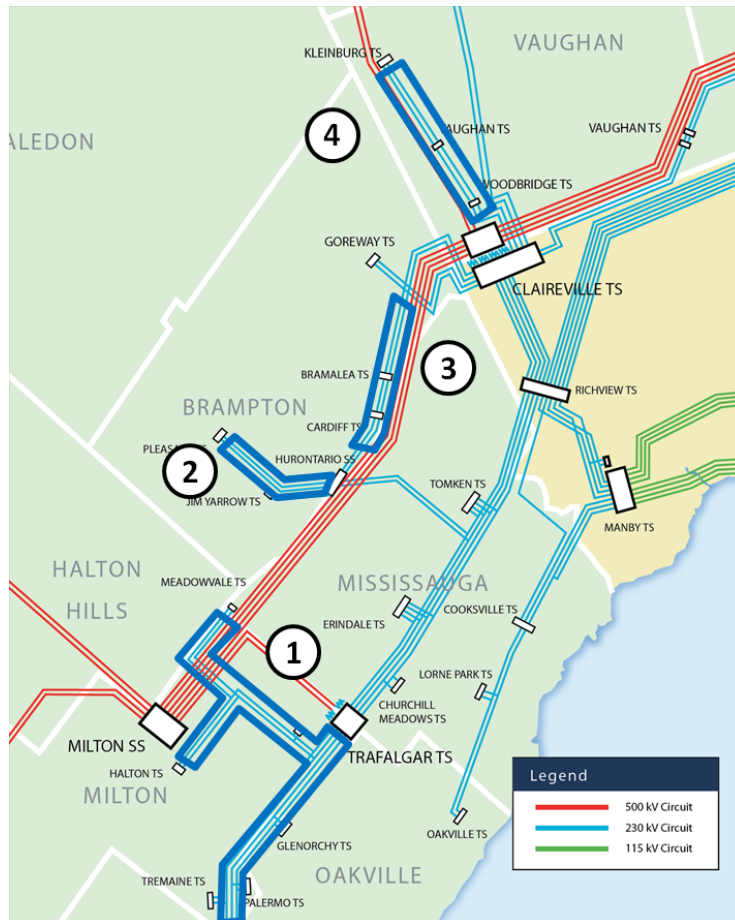 KLEINBURG TS
VAUGHAN
4
VAUGHAN TS
VAUGHAN TS
ALEDON
WOODBRIDGE TS
GOREWAY TS
CLAIREVILLE TS
3
BRAMALEA TS
RICHVIEW TS
BRAMPTON
CARDIFF TS
2
HURONTARIO SS
TOMKEN TS
JIM YARROW TS
MANBY TS
HALTON
HILLS
MEADOWVALE TS
MISSISSAUGA
COOKSVILLE TS
ERINDALE TS
1
LORNE PARK TS
CHURCHILL
MEADOWS TS
MILTON SS
TRAFALGAR TS
HALTON TS
MILTON
Legend
500 kV Circuit
230 kV Circuit
115 kV Circuit
OAKVILLE TS
GLENORCHY TS
OAKVILLE
TREMAINE TS
PALERMO TS